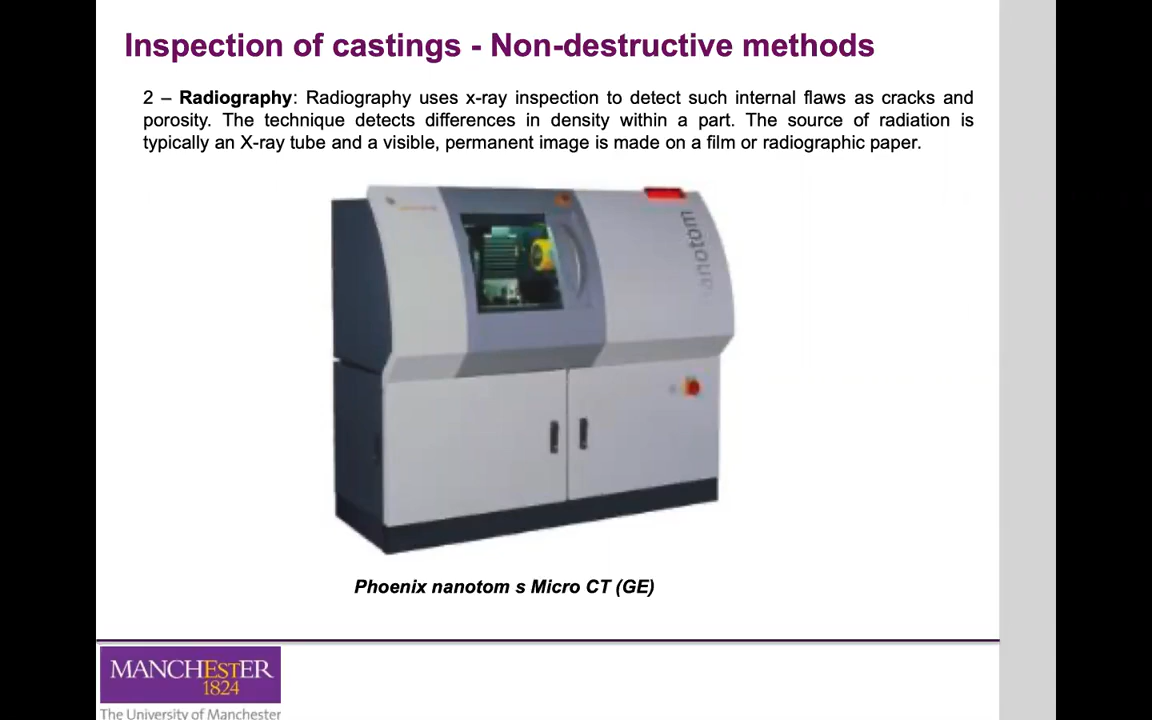 Inspection of castings - Non-destructive methods
2 – Radiography: Radiography uses x-ray inspection to detect such internal flaws as cracks and
porosity. The technique detects differences in density within a part. The source of radiation is
typically an X-ray tube and a visible, permanent image is made on a film or radiographic paper.
nanotom
Phoenix nanotom s Micro CT (GE)
MANCHESTER
1824
The University of Manchester